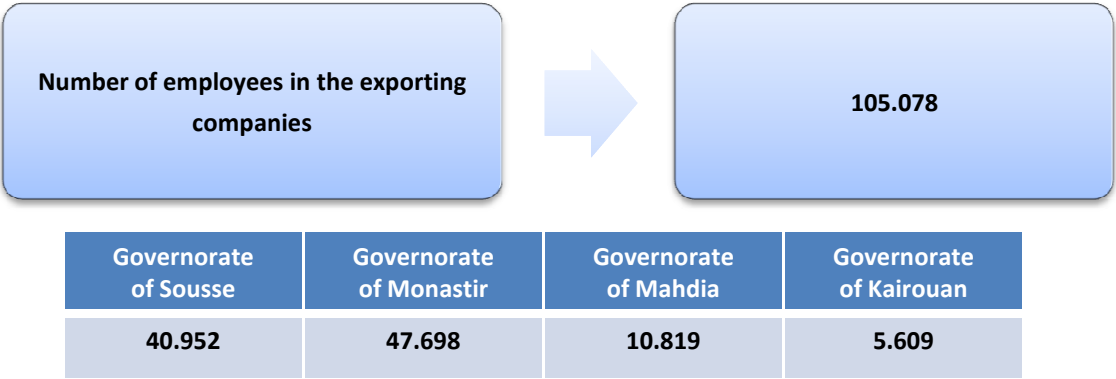 Number of employees in the exporting
companies
105.078
Governorate
of Sousse
Governorate
of Monastir
Governorate
of Mahdia
Governorate
of Kairouan
40.952
47.698
10.819
5.609